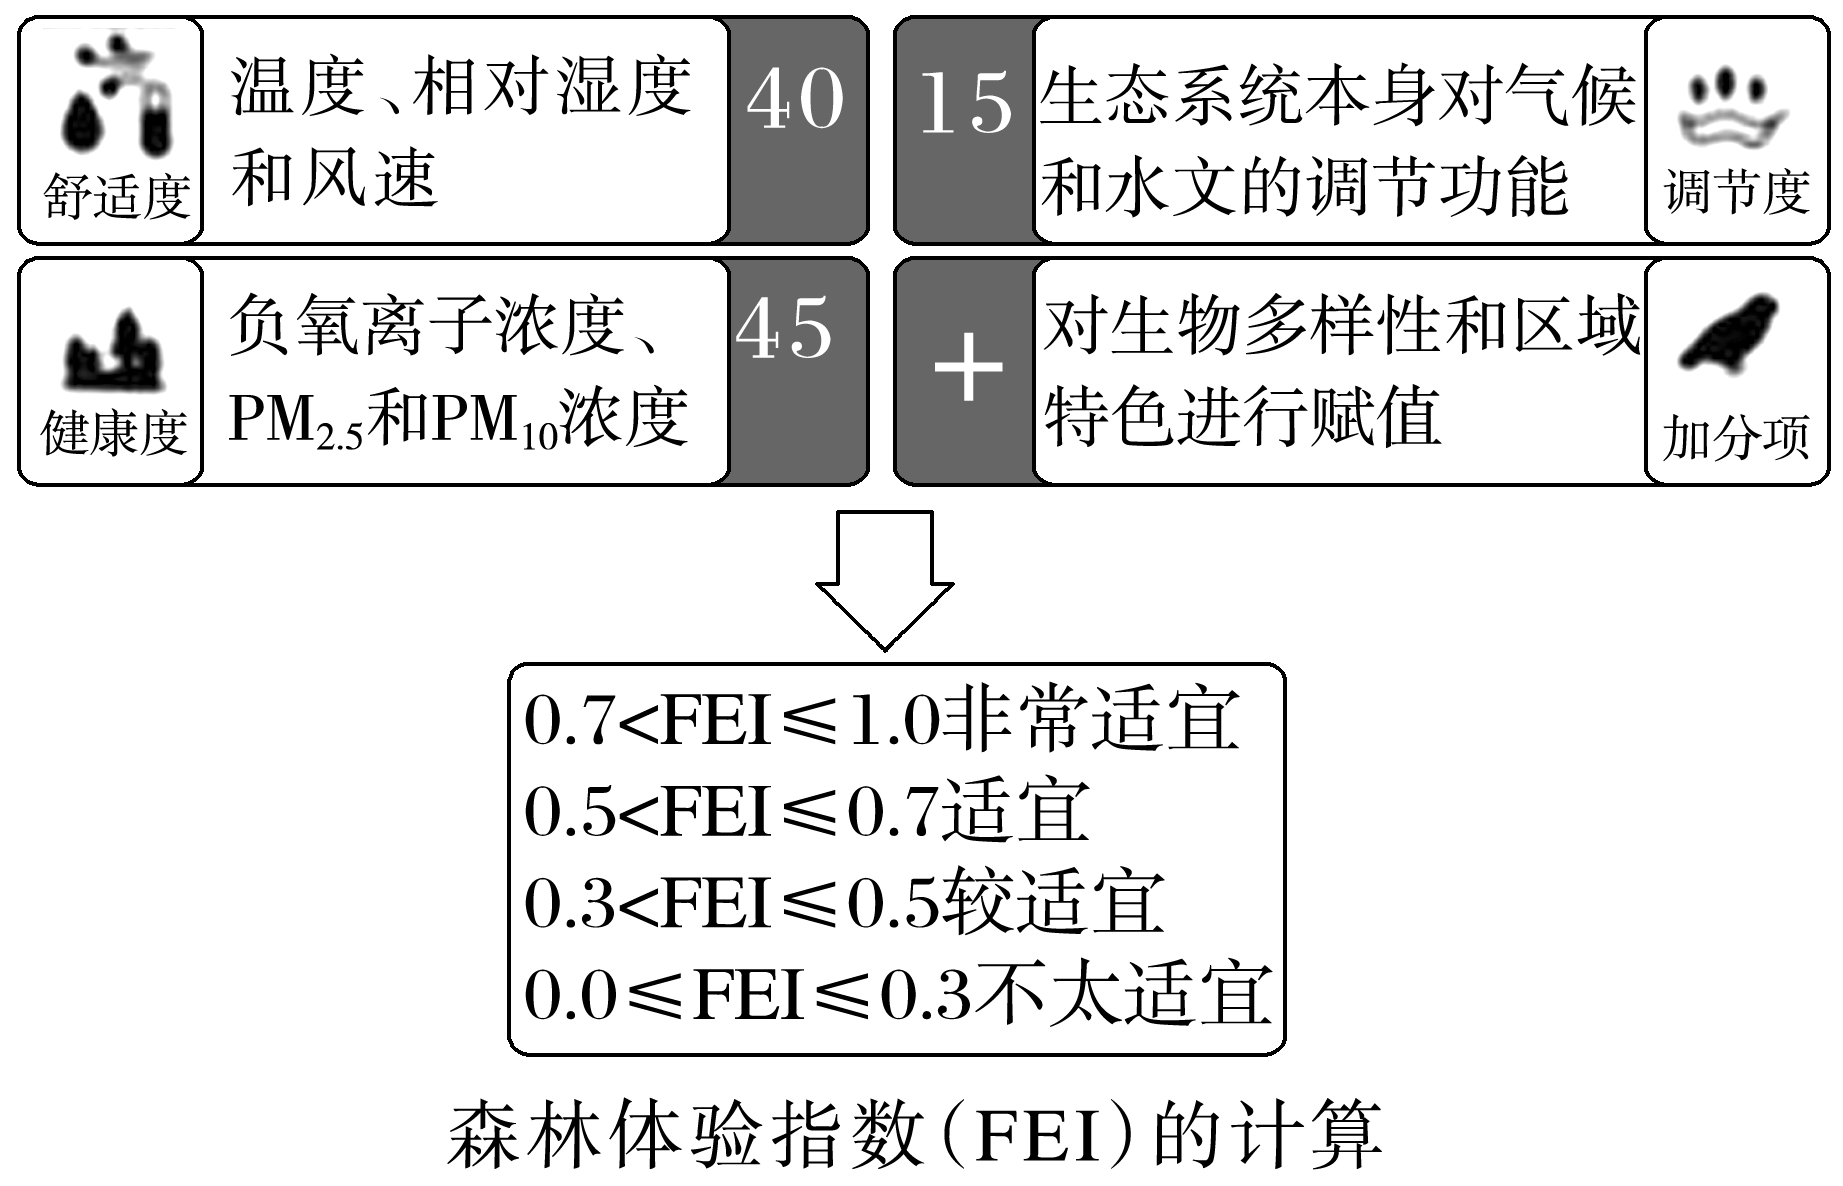 舒适度
温度、相对湿度
和风速
40
15
生态系统本身对气候
和水文的调节功能
调节度
健康度
负氧离子浓度、
PM2.5和PM10浓度
45
+
对生物多样性和区域
特色进行赋值
加分项
0.7<FEI≤1.0非常适宜
0.5<FEI≤0.7适宜
0.3<FEI≤0.5较适宜
0.0≤FEI≤0.3不太适宜
森林体验指数(FEI)的计算